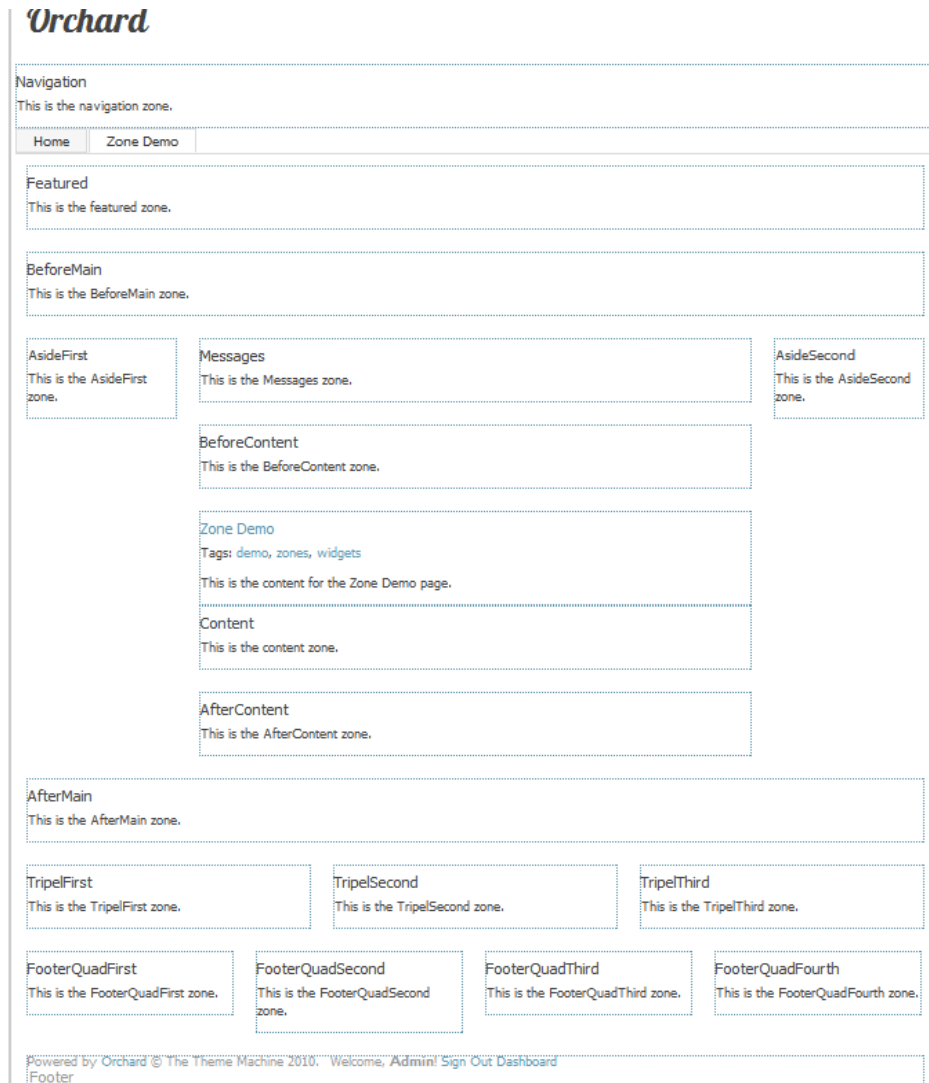 Orchard
Navigation
This is the navigation zone.
Home Zone Demo
Featured
This is the featured zone.
BeforeMain
This is the BeforeMain zone.
AsideFirst
This is the AsideFirst
zone.
Messages
This is the Messages zone.
BeforeContent
This is the BeforeContent zone.
Zone Demo
Tags: demo, zones, widgets
This is the content for the Zone Demo page.
Content
This is the content zone.
AfterContent
This is the AfterContent zone.
AsideSecond
This is the AsideSecond
zone.
AfterMain
This is the AfterMain zone.
TripelFirst
This is the TripelFirst zone.
TripelSecond
This is the TripelSecond zone.
TripelThird
This is the TripelThird zone.
FooterQuadFirst
This is the FooterQuadFirst zone.
FooterQuadSecond
This is the FooterQuadSecond
zone.
FooterQuadThird
This is the FooterQuadThird zone.
FooterQuadFourth
This is the FooterQuadFourth zone.
Powered by Orchard © The Theme Machine 2010. Welcome, Admin! Sign Out Dashboard
Footer